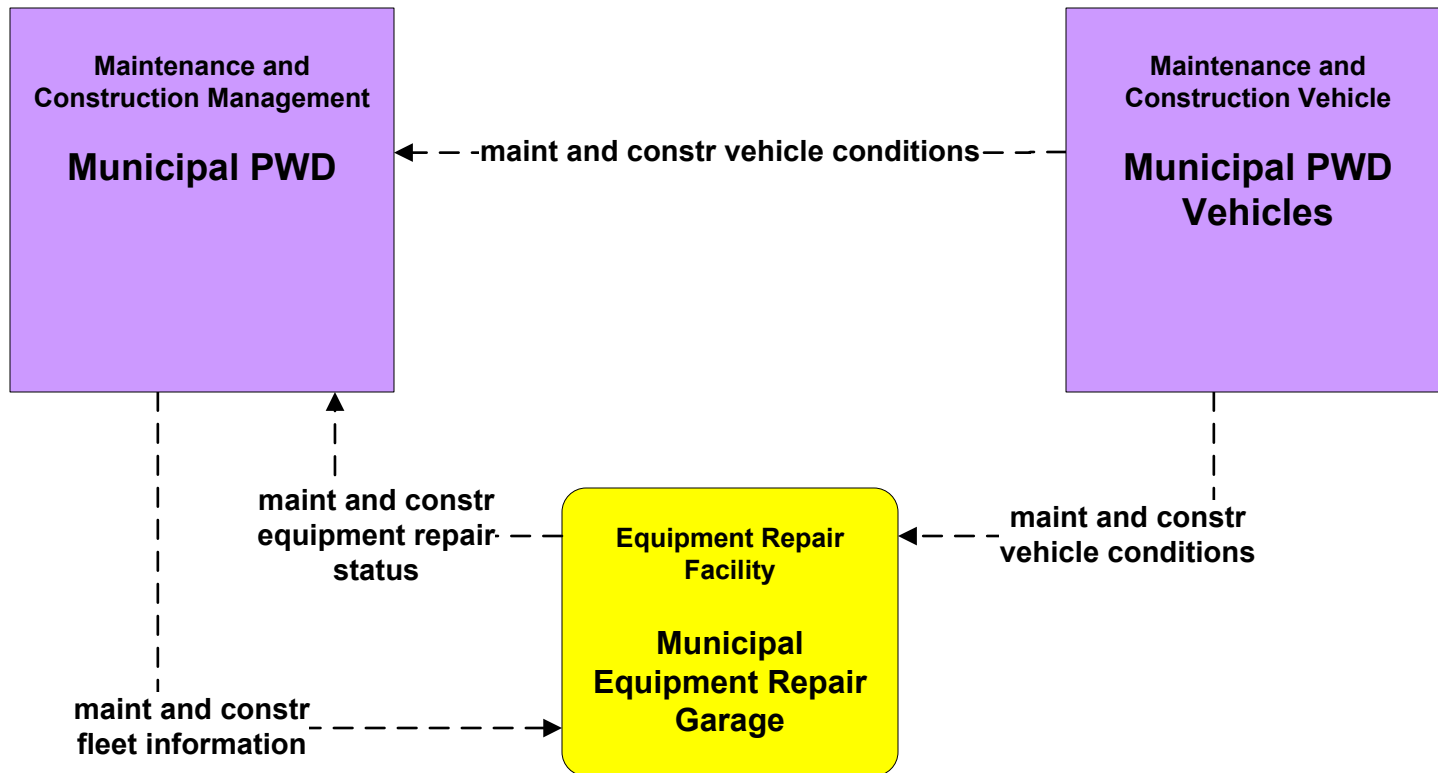 Maintenance and
Construction Management
Municipal PWD
maint and constr vehicle conditions
Maintenance and
Construction Vehicle
Municipal PWD
Vehicles
maint and constr
equipment repair
status
Equipment Repair
Facility
Municipal
Equipment Repair
Garage
maint and constr
vehicle conditions
maint and constr
fleet information